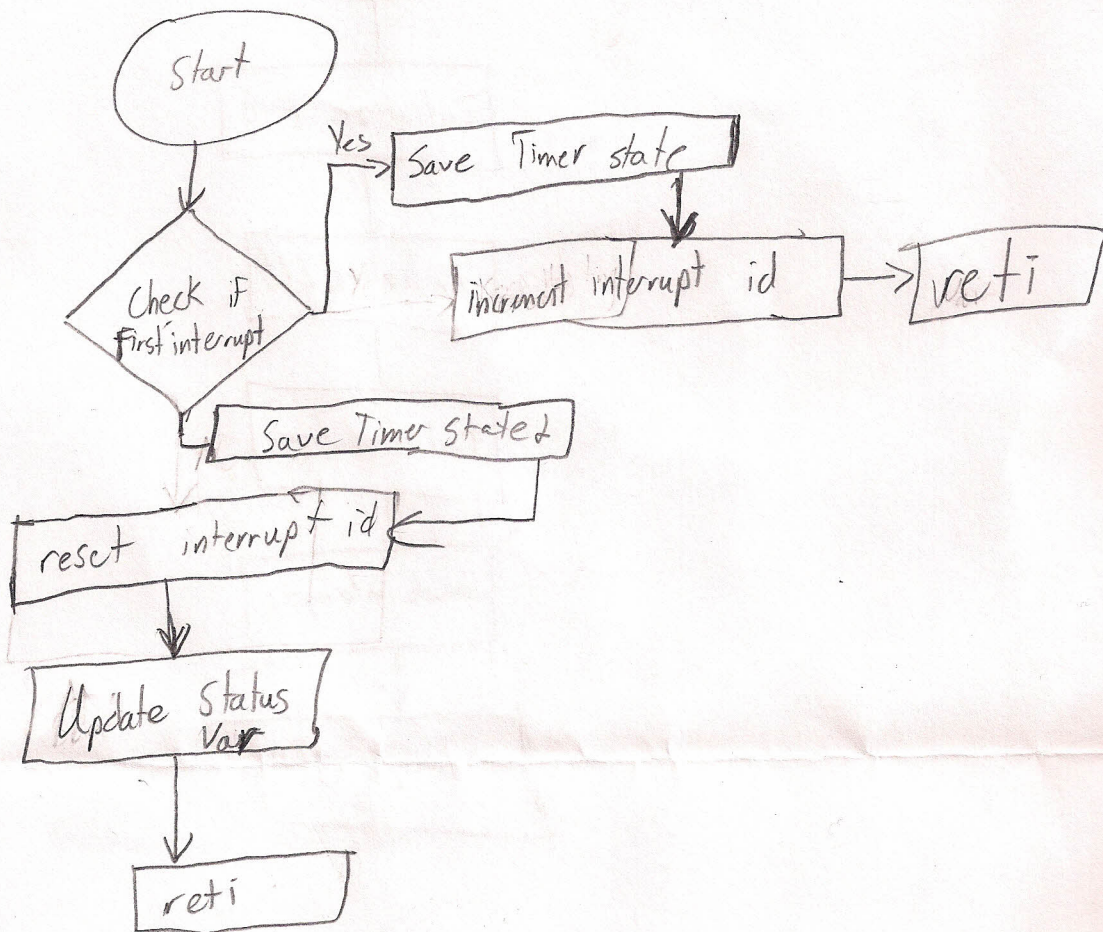 Start
Yes
Save Timer state
Check if
First interrupt
increment interrupt id
reti
Save Timer State2
reset interrupt id
Update Status
Var
reti